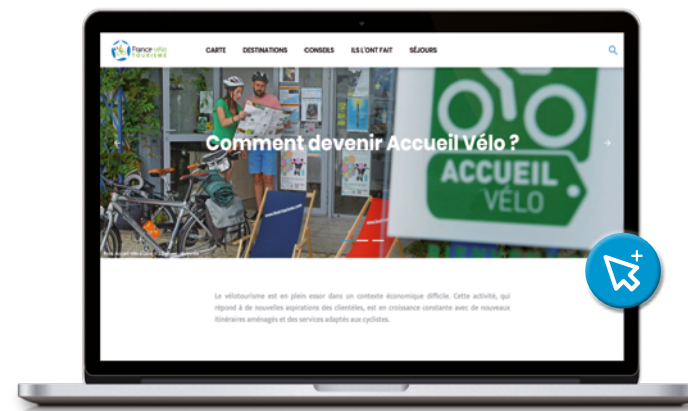 France vélo
TOURISME
CARTE DESTINATIONS CONSEILS ILS L'ONT FAIT SÉJOURS
Comment devenir Accueil Vélo ?
ACCUEIL
VÉLO
Le vélotourisme est en plein essor dans un contexte économique difficile. Cette activité, qui
répond à de nouvelles aspirations des clientèles, est en croissance constante avec de nouveaux
itinéraires aménagés et des services adaptés aux cyclistes.